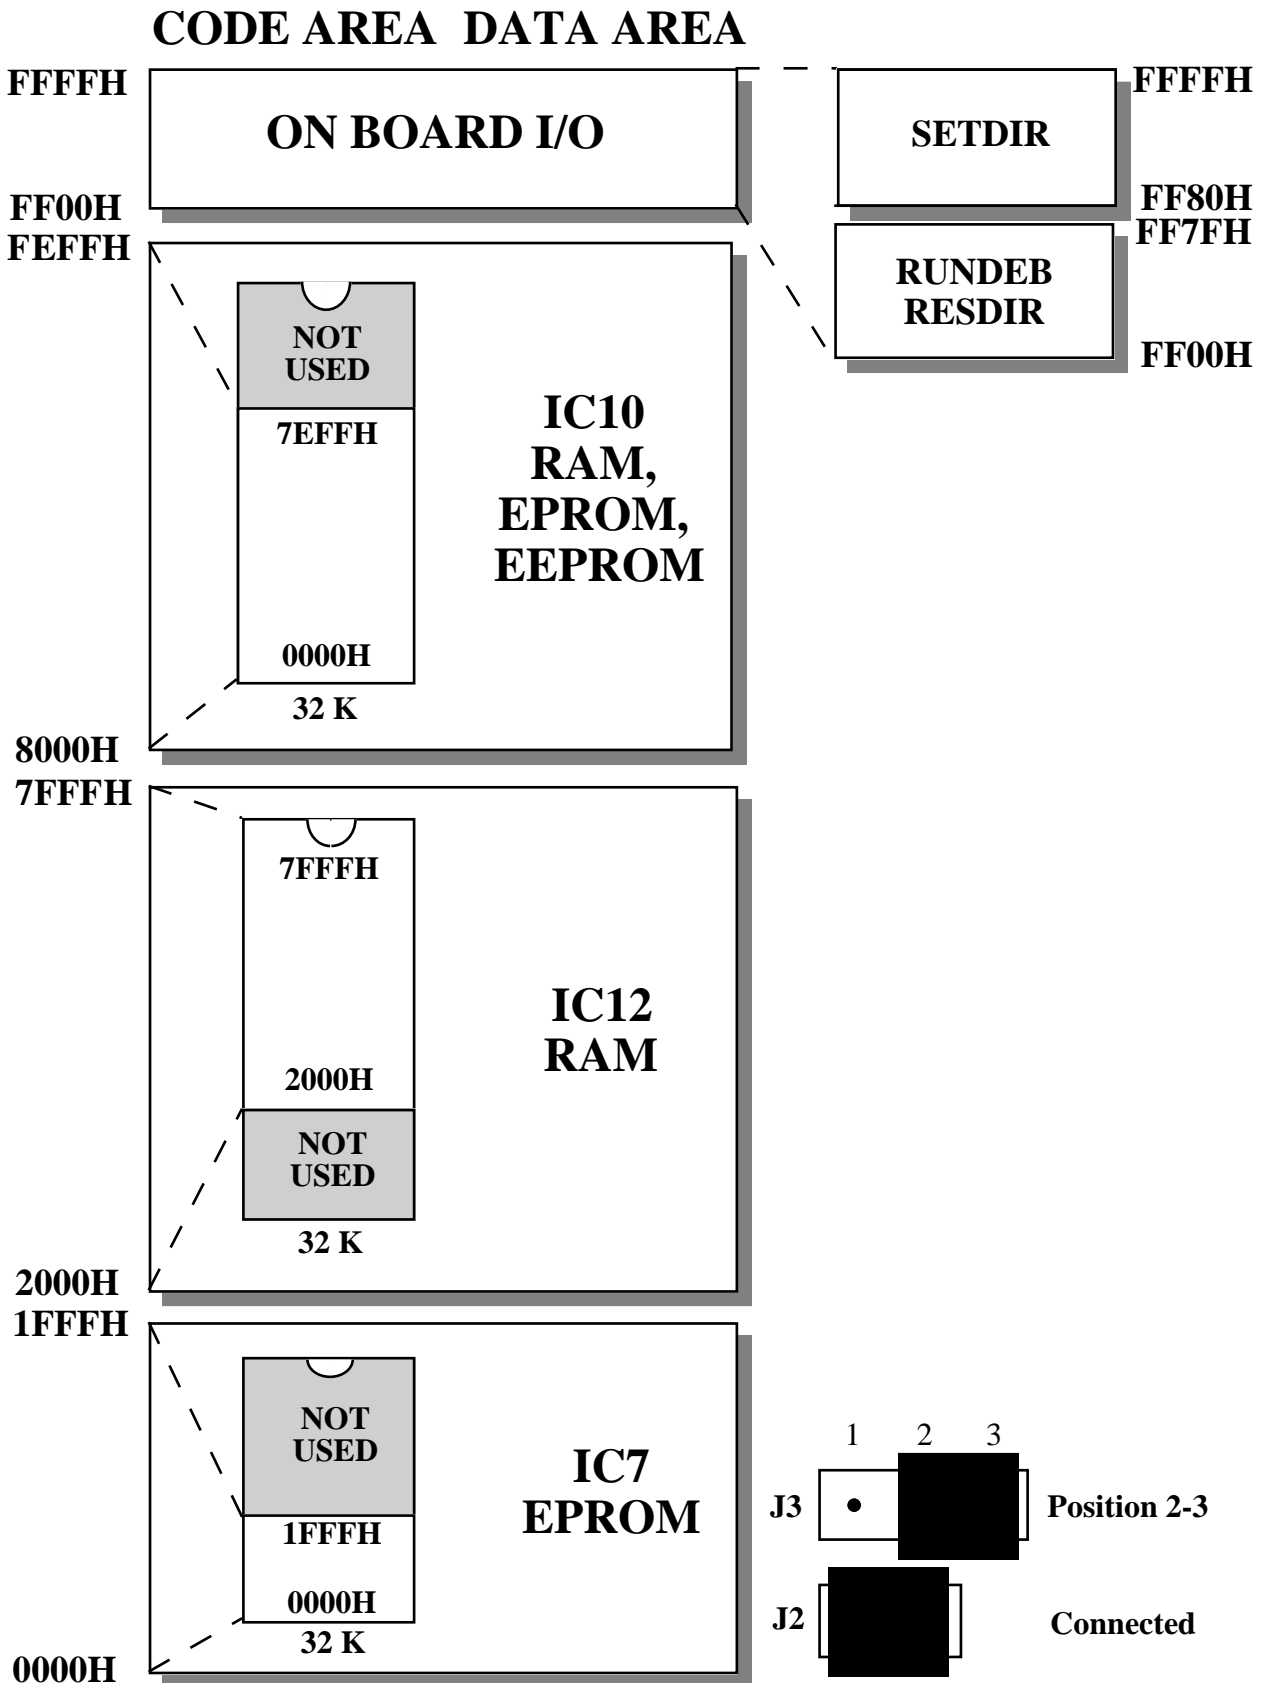 CODE AREA DATA AREA
FFFFH
ON BOARD I/O
FF00H
FFFFH
SETDIR
FF80H
FF7FH
RUNDEB
RESDIR
FF00H
FEFFH
NOT
USED
7EFFH
0000H
32 K
IC10
RAM,
EPROM,
EEPROM
8000H
7FFFH
7FFFH
2000H
NOT
USED
32 K
IC12
RAM
2000H
1FFFH
NOT
USED
1FFFH
0000H
32 K
IC7
EPROM
0000H
1 2 3
J3 Position 2-3
J2 Connected